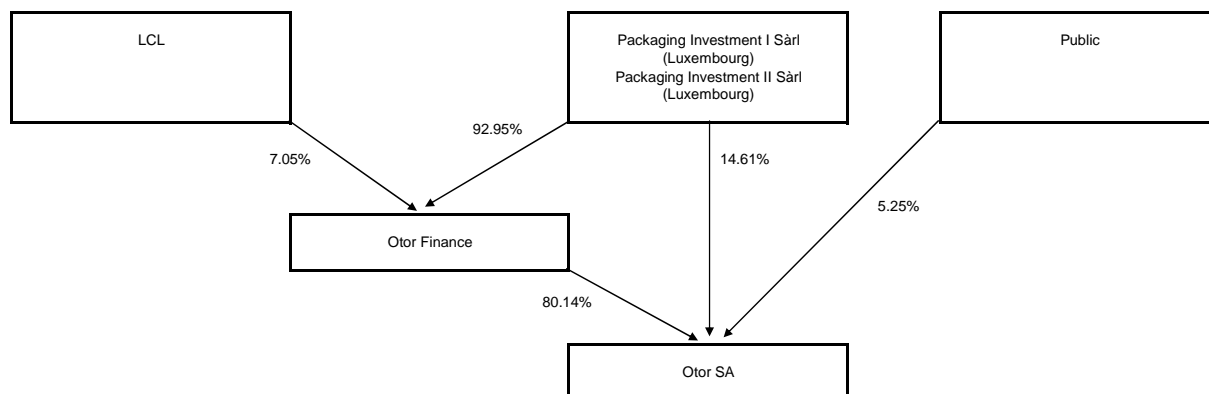 LCL
Packaging Investment I Sàrl
(Luxembourg)
Packaging Investment II Sàrl
(Luxembourg)
Public
92.95%
7.05%
14.61%
5.25%
Otor Finance
80.14%
Otor SA